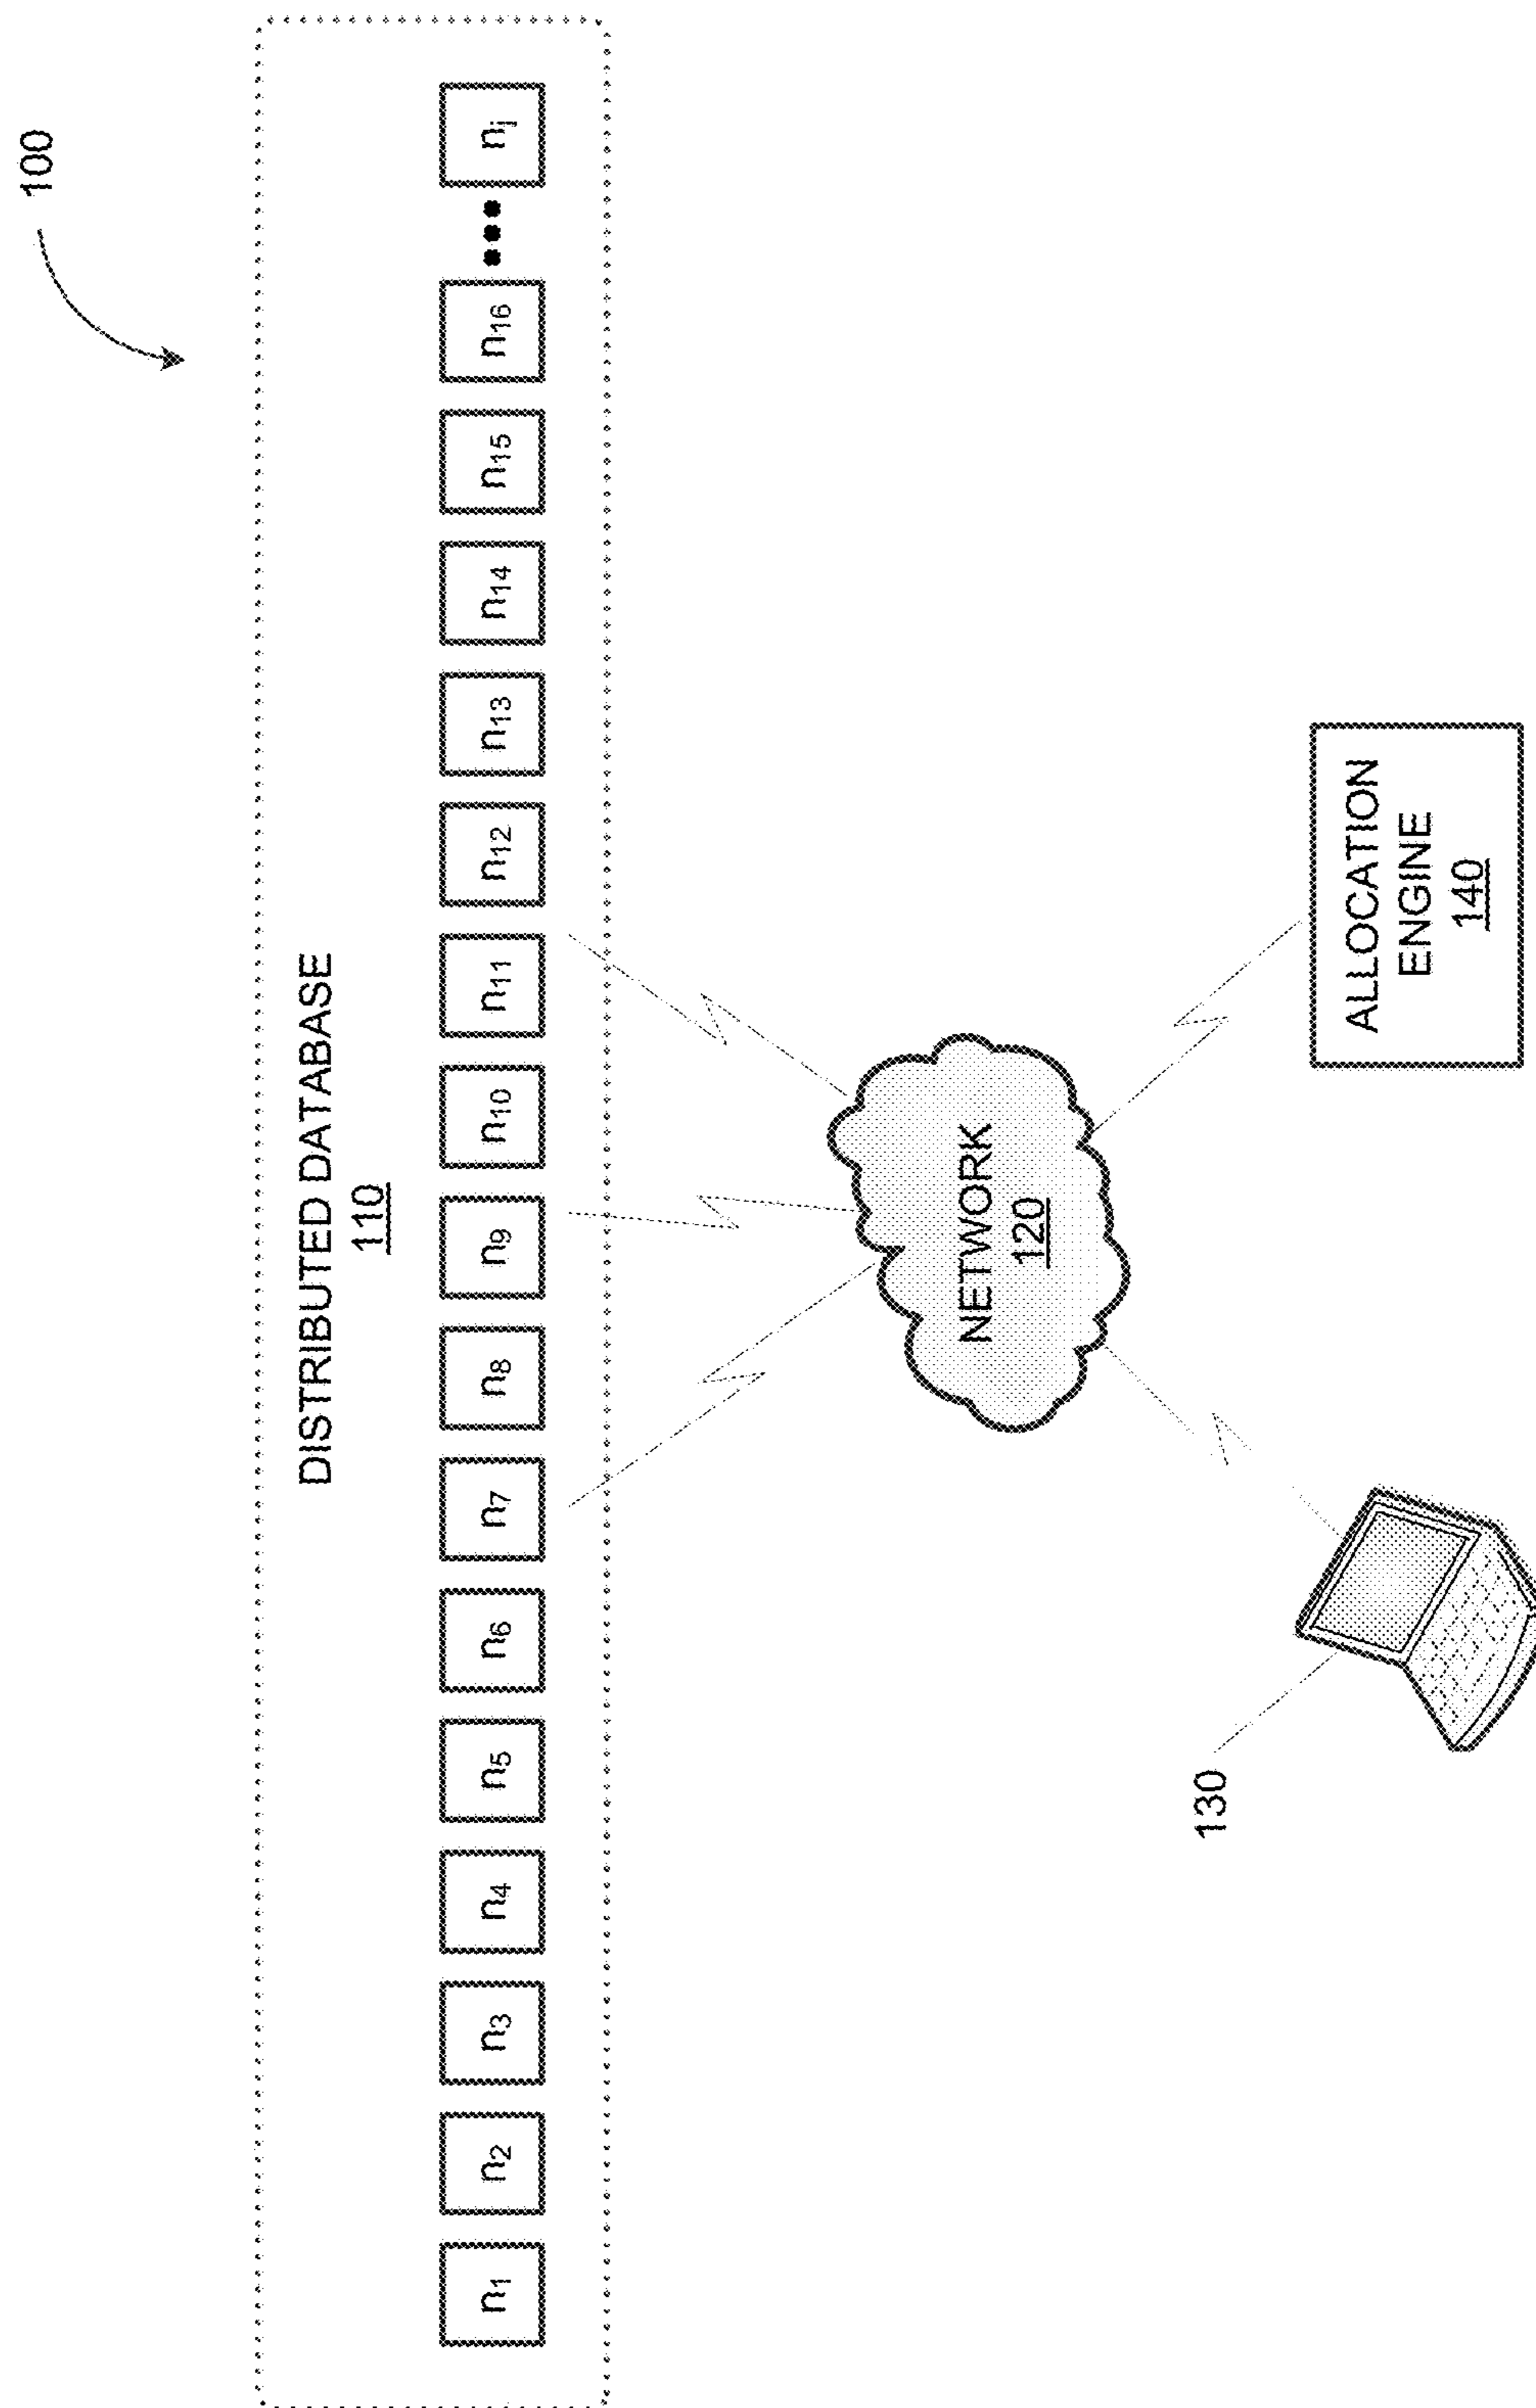 100
DISTRIBUTED DATABASE
110
n1 n2 n3 n4 n5 n6 n7 n8 n9 n10 n11 n12 n13 n14 n15 n16 ••• nj
NETWORK
120
130
ALLOCATION
ENGINE
140